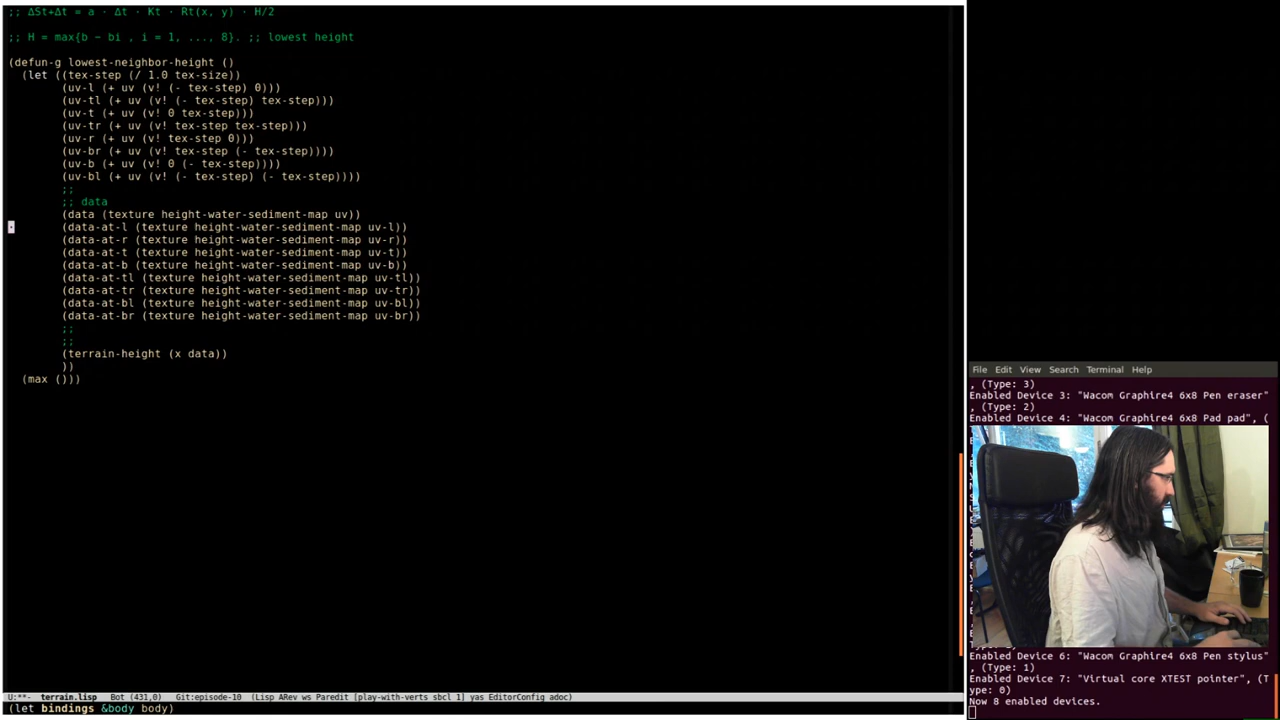 ;; ΔSt+Δt = a · Δt · Kt · Rt(x, y) · H/2
;; H = max{b − bi , i = 1, ..., 8}. ;; lowest height
(defun-g lowest-neighbor-height ()
  (let ((tex-step (/ 1.0 tex-size))
        (uv-l (+ uv (v! (- tex-step) 0)))
        (uv-tl (+ uv (v! (- tex-step) tex-step)))
        (uv-t (+ uv (v! 0 tex-step)))
        (uv-tr (+ uv (v! tex-step tex-step)))
        (uv-r (+ uv (v! tex-step 0)))
        (uv-br (+ uv (v! tex-step (- tex-step))))
        (uv-b (+ uv (v! 0 (- tex-step))))
        (uv-bl (+ uv (v! (- tex-step) (- tex-step))))
        ;;
        ;; data
        (data (texture height-water-sediment-map uv))
        (data-at-l (texture height-water-sediment-map uv-l))
        (data-at-r (texture height-water-sediment-map uv-r))
        (data-at-t (texture height-water-sediment-map uv-t))
        (data-at-b (texture height-water-sediment-map uv-b))
        (data-at-tl (texture height-water-sediment-map uv-tl))
        (data-at-tr (texture height-water-sediment-map uv-tr))
        (data-at-bl (texture height-water-sediment-map uv-bl))
        (data-at-br (texture height-water-sediment-map uv-br))
        ;;
        ;;
        (terrain-height (x data))
        ))
  (max ()))
U:**-  terrain.lisp   Bot (431,0)   Git:episode-10  (Lisp ARev ws Paredit [play-with-verts sbcl 1] yas EditorConfig adoc)
(let bindings &body body)
File Edit View Search Terminal Help
, (Type: 3)
Enabled Device 3: "Wacom Graphire4 6x8 Pen eraser"
, (Type: 2)
Enabled Device 4: "Wacom Graphire4 6x8 Pad pad", (
Enabled Device 6: "Wacom Graphire4 6x8 Pen stylus"
, (Type: 1)
Enabled Device 7: "Virtual core XTEST pointer", (T
ype: 0)
Now 8 enabled devices.